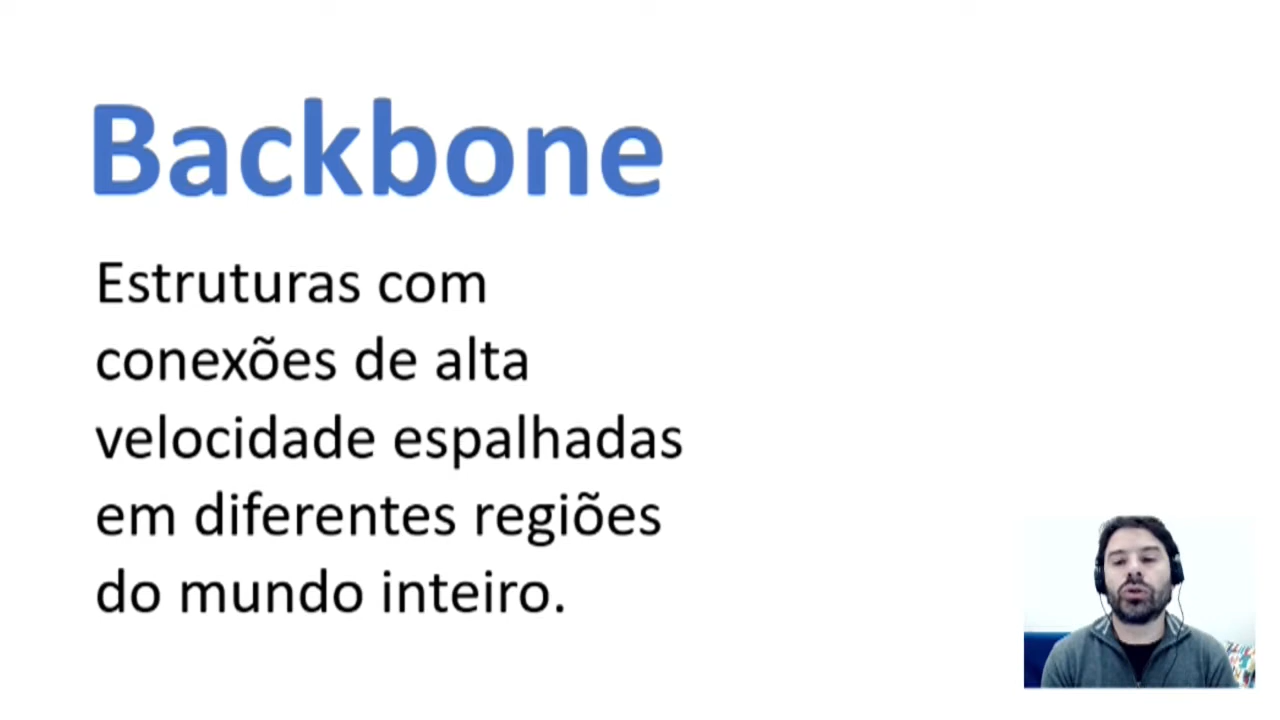 Backbone
Estruturas com
conexões de alta
velocidade espalhadas
em diferentes regiões
do mundo inteiro.